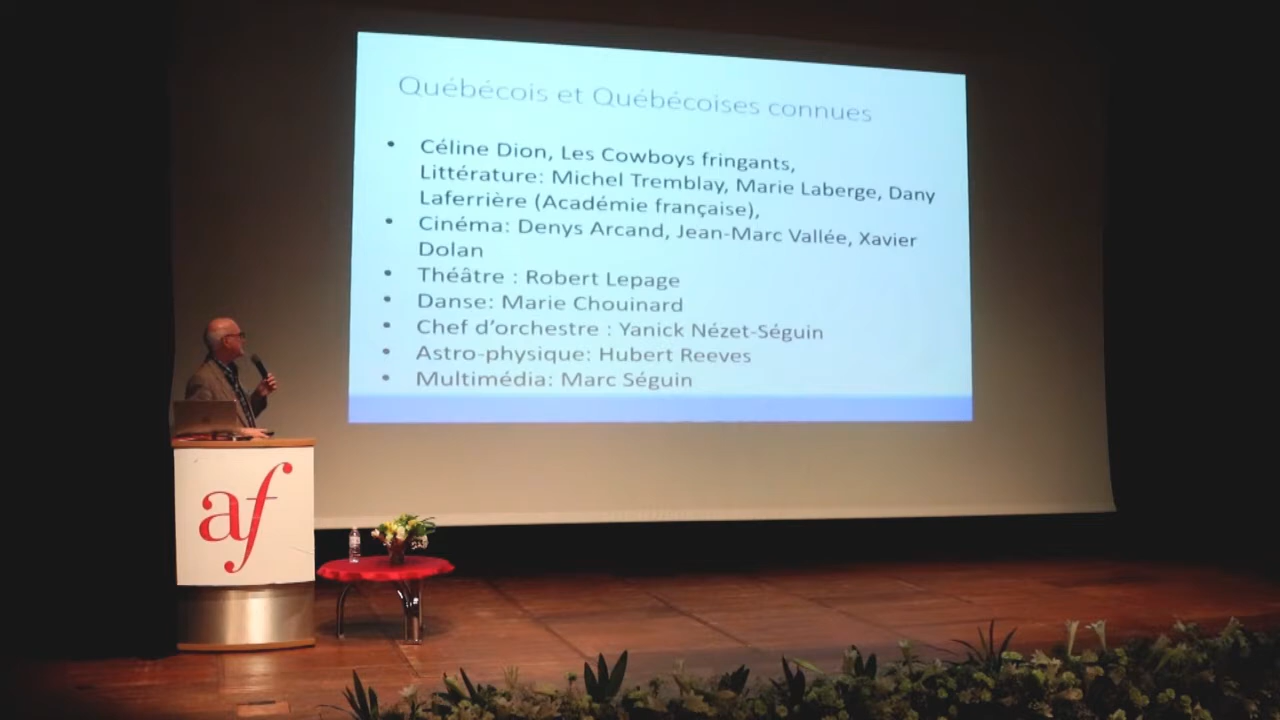 Québécois et Québécoises connues
• Céline Dion, Les Cowboys fringants,
Littérature: Michel Tremblay, Marie Laberge, Dany
Laferrière (Académie française),
• Cinéma: Denys Arcand, Jean-Marc Vallée, Xavier
Dolan
• Théâtre : Robert Lepage
• Danse: Marie Chouinard
• Chef d'orchestre : Yanick Nézet-Séguin
• Astro-physique: Hubert Reeves
• Multimédia: Marc Séguin
af